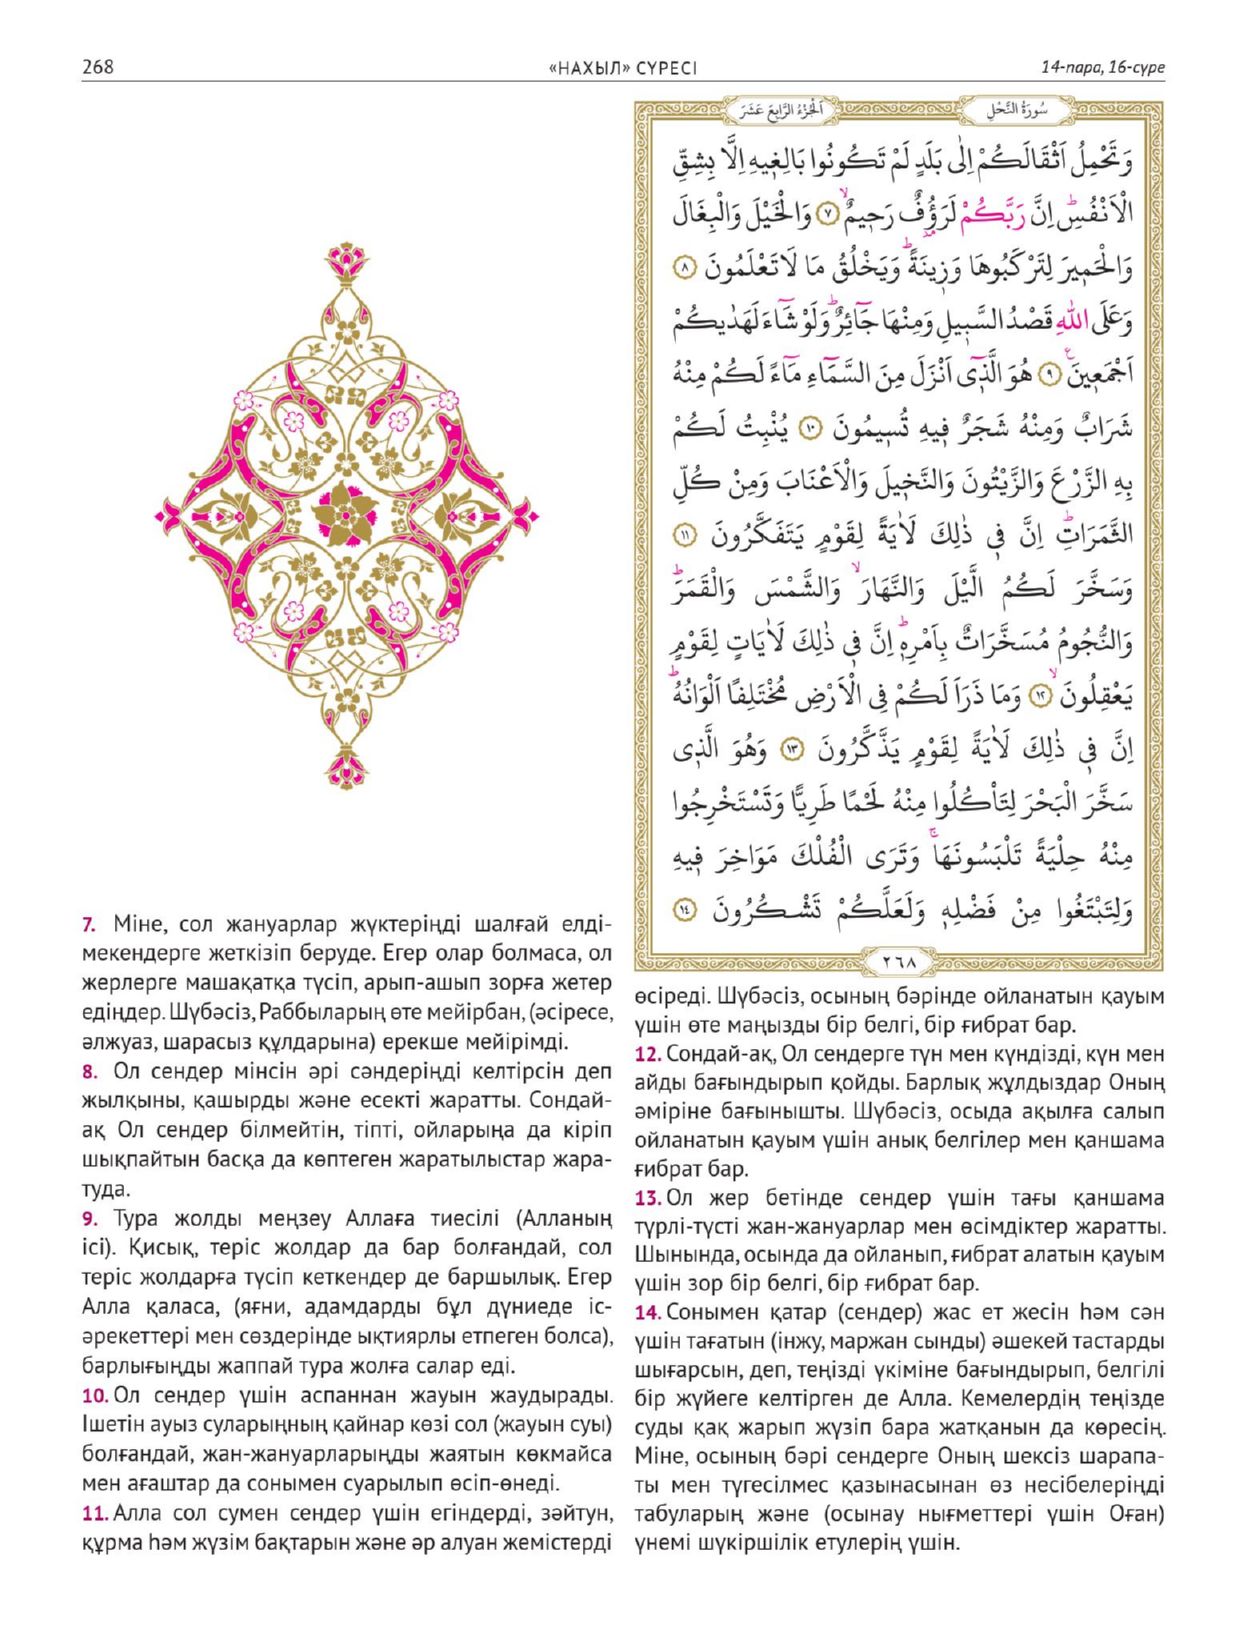 268
«НАХЫЛ» СҮРЕСІ
14-пара, 16-сүре
سُورَةُ النَّحْلِ
اَلْجُزْءُ الرَّابِعَ عَشَرَ
وَتَحْمِلُ اَثْقَالَكُمْ اِلٰى بَلَدٍ لَمْ تَكُونُوا بَالِغ۪يهِ اِلَّا بِشِقِّ
الْاَنْفُسِۜ اِنَّ رَبَّكُمْ لَرَؤُ۫فٌ رَح۪يمٌۙ ﴿٧﴾ وَالْخَيْلَ وَالْبِغَالَ
وَالْحَم۪يرَ لِتَرْكَبُوهَا وَز۪ينَةًۜ وَيَخْلُقُ مَا لَا تَعْلَمُونَ ﴿٨﴾
وَعَلَى اللّٰهِ قَصْدُ السَّب۪يلِ وَمِنْهَا جَٓائِرٌۜ وَلَوْ شَٓاءَ لَهَدٰيكُمْ
اَجْمَع۪ينَ۟ ﴿٩﴾ هُوَ الَّذ۪ٓي اَنْزَلَ مِنَ السَّمَٓاءِ مَٓاءً لَكُمْ مِنْهُ
شَرَابٌ وَمِنْهُ شَجَرٌ ف۪يهِ تُس۪يمُونَ ﴿١٠﴾ يُنْبِتُ لَكُمْ
بِهِ الزَّرْعَ وَالزَّيْتُونَ وَالنَّخ۪يلَ وَالْاَعْنَابَ وَمِنْ كُلِّ
الثَّمَرَاتِۜ اِنَّ ف۪ي ذٰلِكَ لَاٰيَةً لِقَوْمٍ يَتَفَكَّرُونَ ﴿١١﴾
وَسَخَّرَ لَكُمُ الَّيْلَ وَالنَّهَارَۙ وَالشَّمْسَ وَالْقَمَرَۜ
وَالنُّجُومُ مُسَخَّرَاتٌ بِاَمْرِه۪ۜ اِنَّ ف۪ي ذٰلِكَ لَاٰيَاتٍ لِقَوْمٍ
يَعْقِلُونَۙ ﴿١٢﴾ وَمَا ذَرَاَ لَكُمْ فِي الْاَرْضِ مُخْتَلِفًا اَلْوَانُهُۜ
اِنَّ ف۪ي ذٰلِكَ لَاٰيَةً لِقَوْمٍ يَذَّكَّرُونَ ﴿١٣﴾ وَهُوَ الَّذ۪ي
سَخَّرَ الْبَحْرَ لِتَأْكُلُوا مِنْهُ لَحْمًا طَرِيًّا وَتَسْتَخْرِجُوا
مِنْهُ حِلْيَةً تَلْبَسُونَهَاۚ وَتَرَى الْفُلْكَ مَوَاخِرَ ف۪يهِ
وَلِتَبْتَغُوا مِنْ فَضْلِه۪ وَلَعَلَّكُمْ تَشْكُرُونَ ﴿١٤﴾
٢٦٨
7. Міне, сол жануарлар жүктеріңді шалғай елді-
мекендерге жеткізіп беруде. Егер олар болмаса, ол
жерлерге машақатқа түсіп, арып-ашып зорға жетер
едіңдер. Шүбәсіз, Раббыларың өте мейірбан, (әсіресе,
әлжуаз, шарасыз құлдарына) ерекше мейірімді.
8. Ол сендер мінсін әрі сәндеріңді келтірсін деп
жылқыны, қашырды және есекті жаратты. Сондай-
ақ Ол сендер білмейтін, тіпті, ойларыңа да кіріп
шықпайтын басқа да көптеген жаратылыстар жара-
туда.
9. Тура жолды меңзеу Аллаға тиесілі (Алланың
ісі). Қисық, теріс жолдар да бар болғандай, сол
теріс жолдарға түсіп кеткендер де баршылық. Егер
Алла қаласа, (яғни, адамдарды бұл дүниеде іс-
әрекеттері мен сөздерінде ықтиярлы етпеген болса),
барлығыңды жаппай тура жолға салар еді.
10. Ол сендер үшін аспаннан жауын жаудырады.
Ішетін ауыз суларыңның қайнар көзі сол (жауын суы)
болғандай, жан-жануарларыңды жаятын көкмайса
мен ағаштар да сонымен суарылып өсіп-өнеді.
11. Алла сол сумен сендер үшін егіндерді, зәйтун,
құрма һәм жүзім бақтарын және әр алуан жемістерді
өсіреді. Шүбәсіз, осының бәрінде ойланатын қауым
үшін өте маңызды бір белгі, бір ғибрат бар.
12. Сондай-ақ, Ол сендерге түн мен күндізді, күн мен
айды бағындырып қойды. Барлық жұлдыздар Оның
әміріне бағынышты. Шүбәсіз, осыда ақылға салып
ойланатын қауым үшін анық белгілер мен қаншама
ғибрат бар.
13. Ол жер бетінде сендер үшін тағы қаншама
түрлі-түсті жан-жануарлар мен өсімдіктер жаратты.
Шынында, осында да ойланып, ғибрат алатын қауым
үшін зор бір белгі, бір ғибрат бар.
14. Сонымен қатар (сендер) жас ет жесін һәм сән
үшін тағатын (інжу, маржан сынды) әшекей тастарды
шығарсын, деп, теңізді үкіміне бағындырып, белгілі
бір жүйеге келтірген де Алла. Кемелердің теңізде
суды қақ жарып жүзіп бара жатқанын да көресің.
Міне, осының бәрі сендерге Оның шексіз шарапа-
ты мен түгесілмес қазынасынан өз несібелеріңді
табуларың және (осынау нығметтері үшін Оған)
үнемі шүкіршілік етулерің үшін.